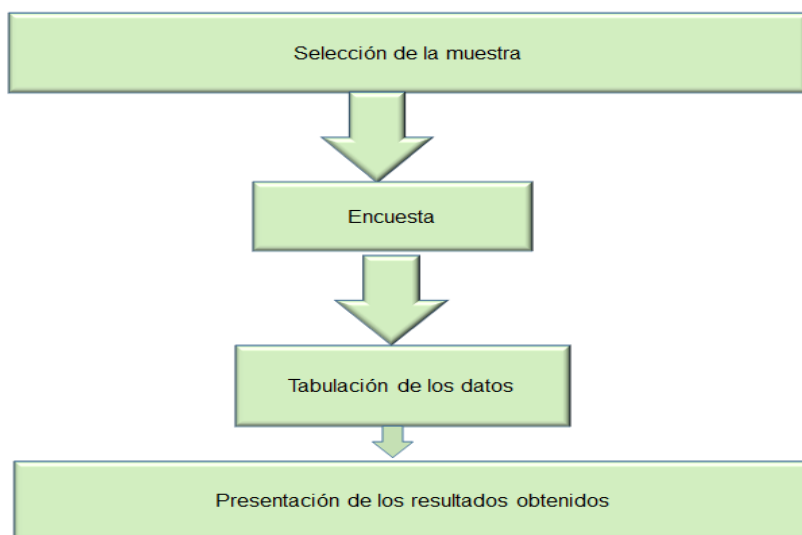 Selección de la muestra
Encuesta
Tabulación de los datos
Presentación de los resultados obtenidos